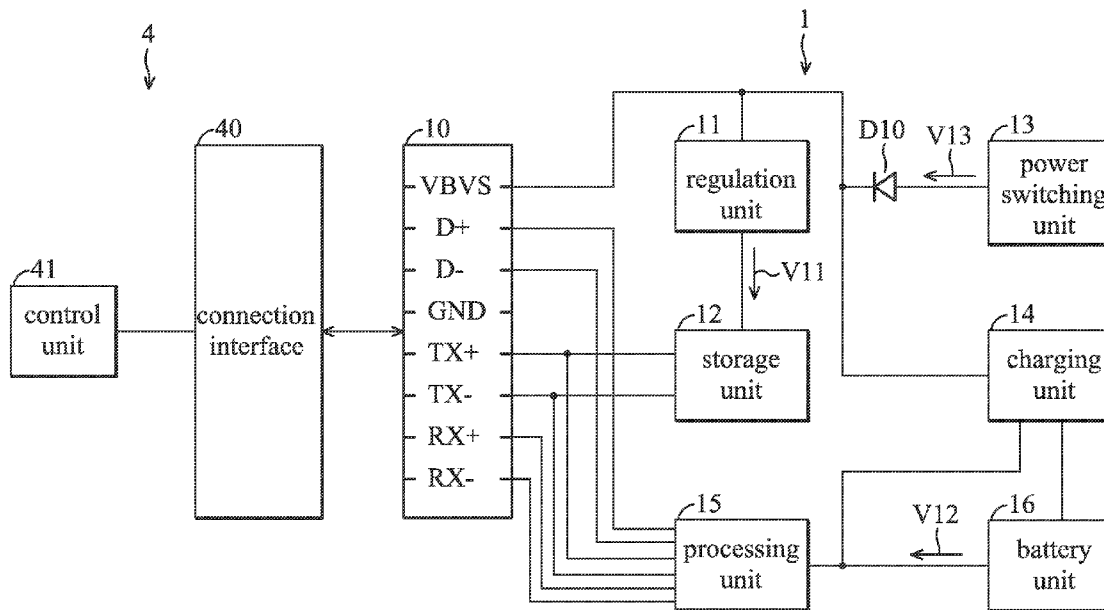 4
1
40
10
11
D10
V13
13
VBVS
regulation
unit
power
switching
unit
D+
41
D-
V11
control
unit
connection
interface
GND
12
14
TX+
storage
unit
charging
unit
TX-
RX+
RX-
15
V12
16
processing
unit
battery
unit